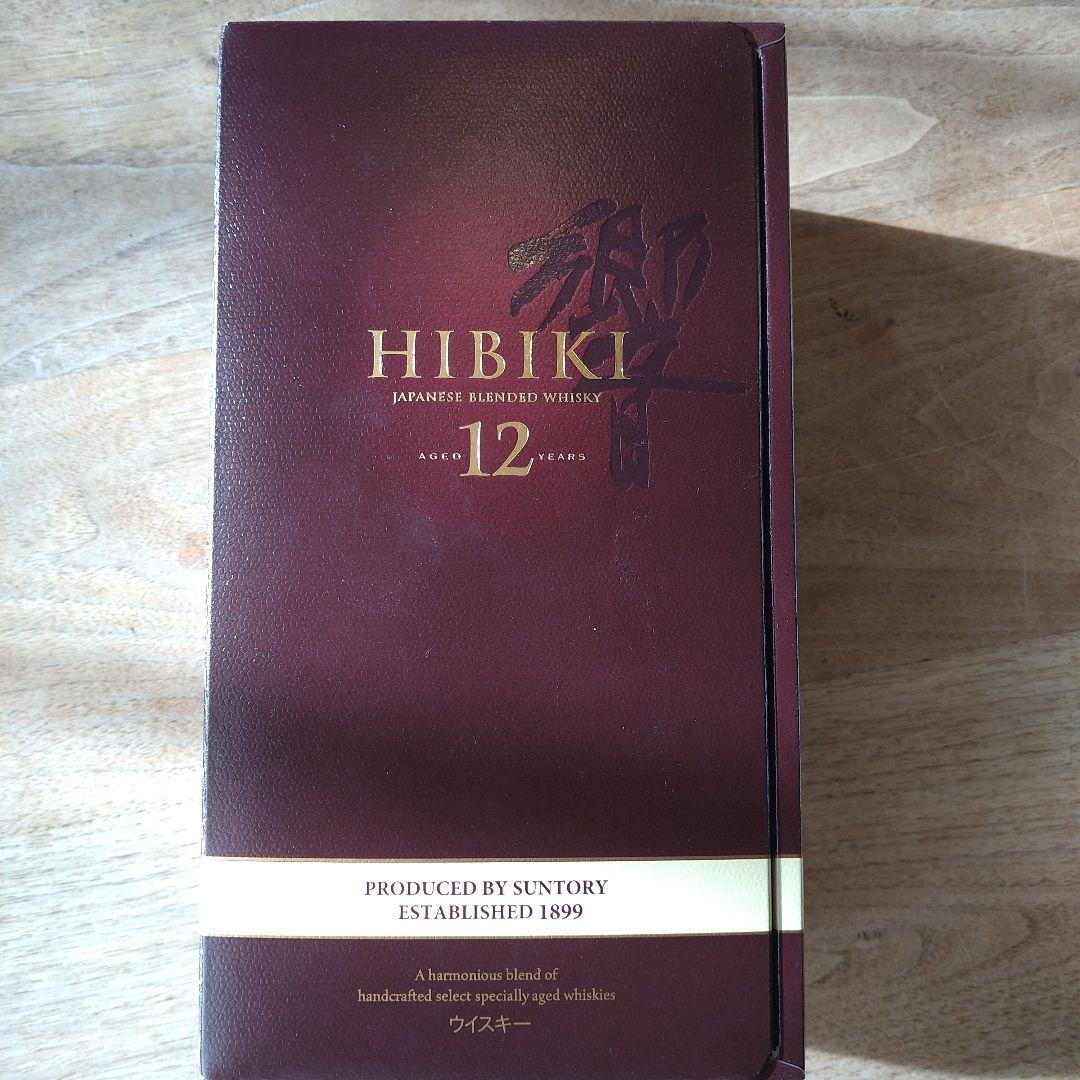 響
HIBIKI
JAPANESE BLENDED WHISKY
AGED 12 YEARS
PRODUCED BY SUNTORY
ESTABLISHED 1899
A harmonious blend of
handcrafted select specially aged whiskies
ウイスキー